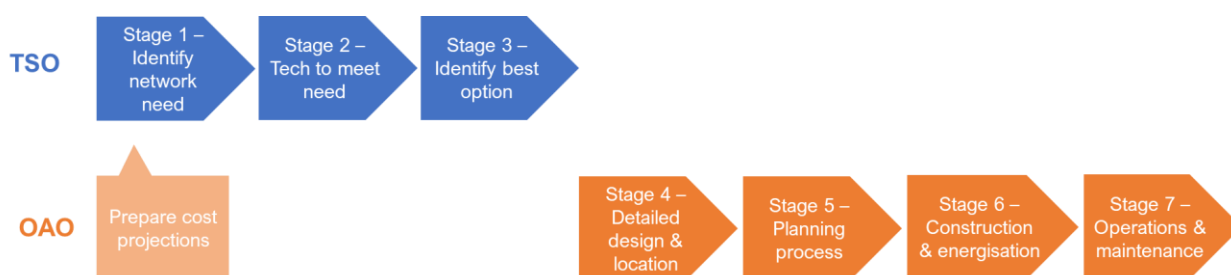 TSO
Stage 1 –
Identify
network
need
Stage 2 –
Tech to meet
need
Stage 3 –
Identify best
option
OAO
Prepare cost
projections
Stage 4 –
Detailed
design &
location
Stage 5 –
Planning
process
Stage 6 –
Construction
& energisation
Stage 7 –
Operations &
maintenance